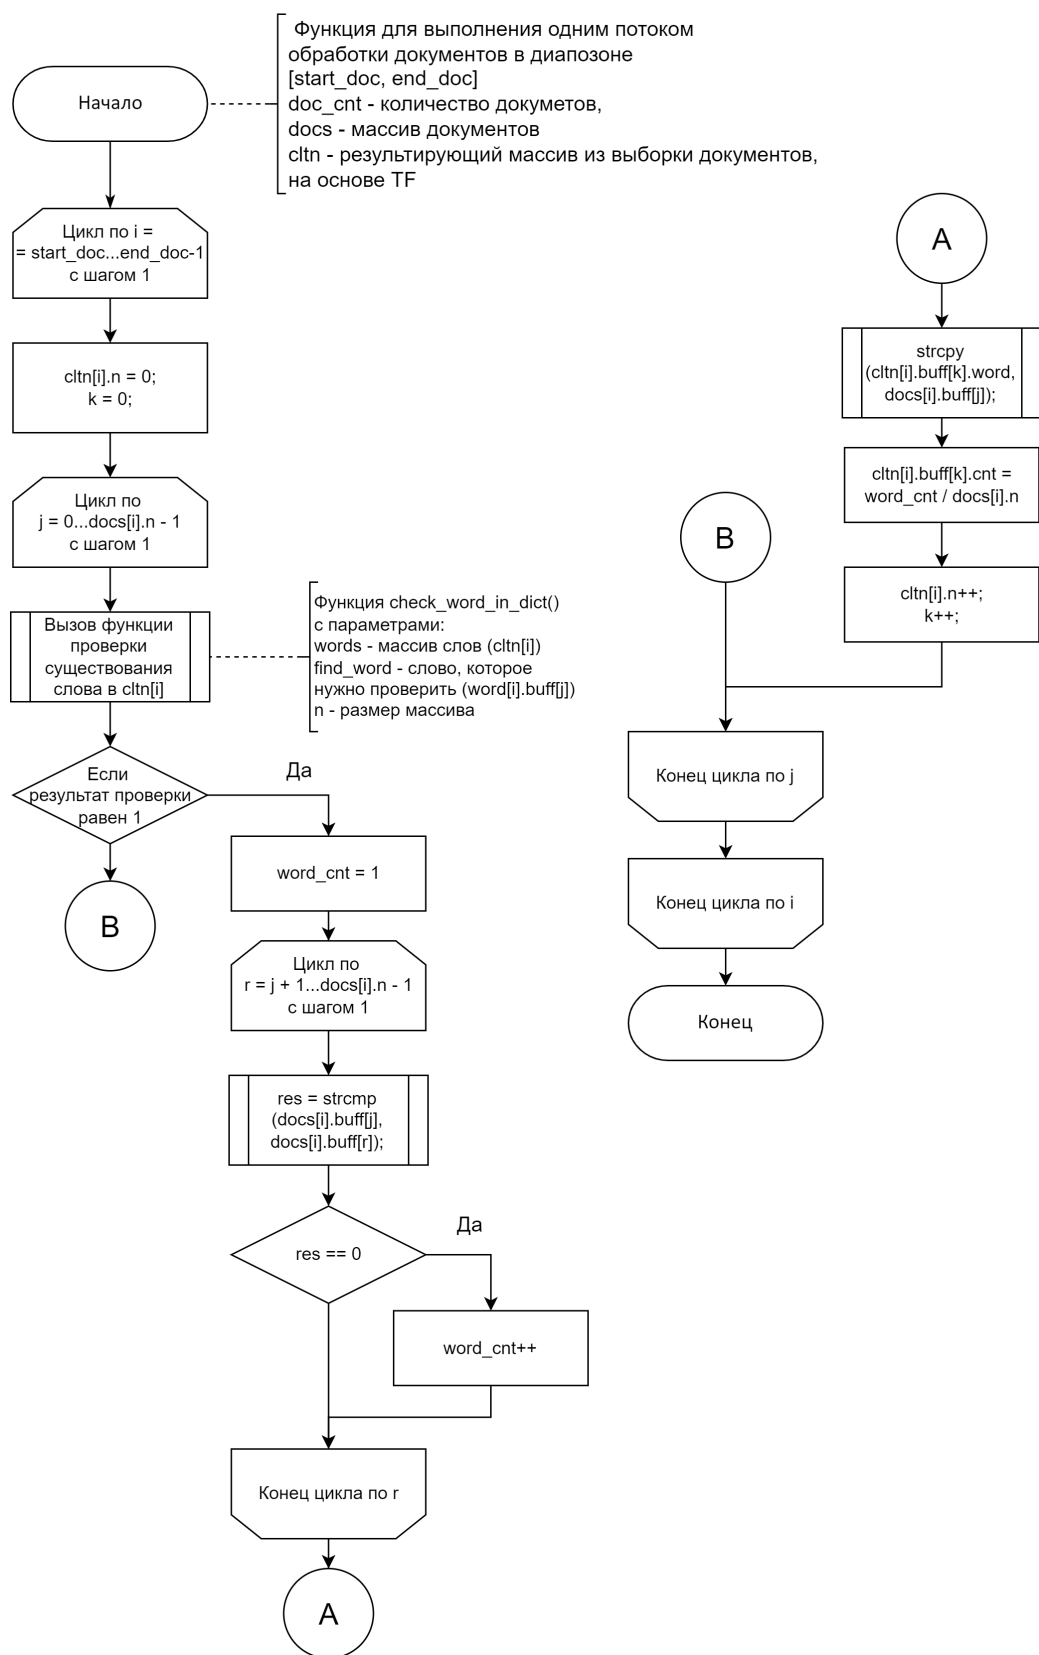 Функция для выполнения одним потоком
обработки документов в диапозоне
[start_doc, end_doc]
doc_cnt - количество докуметов,
docs - массив документов
cltn - результирующий массив из выборки документов,
на основе TF
Начало
Цикл по i =
= start_doc...end_doc-1
с шагом 1
cltn[i].n = 0;
k = 0;
Цикл по
j = 0...docs[i].n - 1
с шагом 1
Вызов функции
проверки
существования
слова в cltn[i]
Функция check_word_in_dict()
с параметрами:
words - массив слов (cltn[i])
find_word - слово, которое
нужно проверить (word[i].buff[j])
n - размер массива
Если
результат проверки
равен 1
Да
B
word_cnt = 1
Цикл по
r = j + 1...docs[i].n - 1
с шагом 1
res = strcmp
(docs[i].buff[j],
docs[i].buff[r]);
res == 0
Да
word_cnt++
Конец цикла по r
A
A
strcpy
(cltn[i].buff[k].word,
docs[i].buff[j]);
cltn[i].buff[k].cnt =
word_cnt / docs[i].n
cltn[i].n++;
k++;
B
Конец цикла по j
Конец цикла по i
Конец